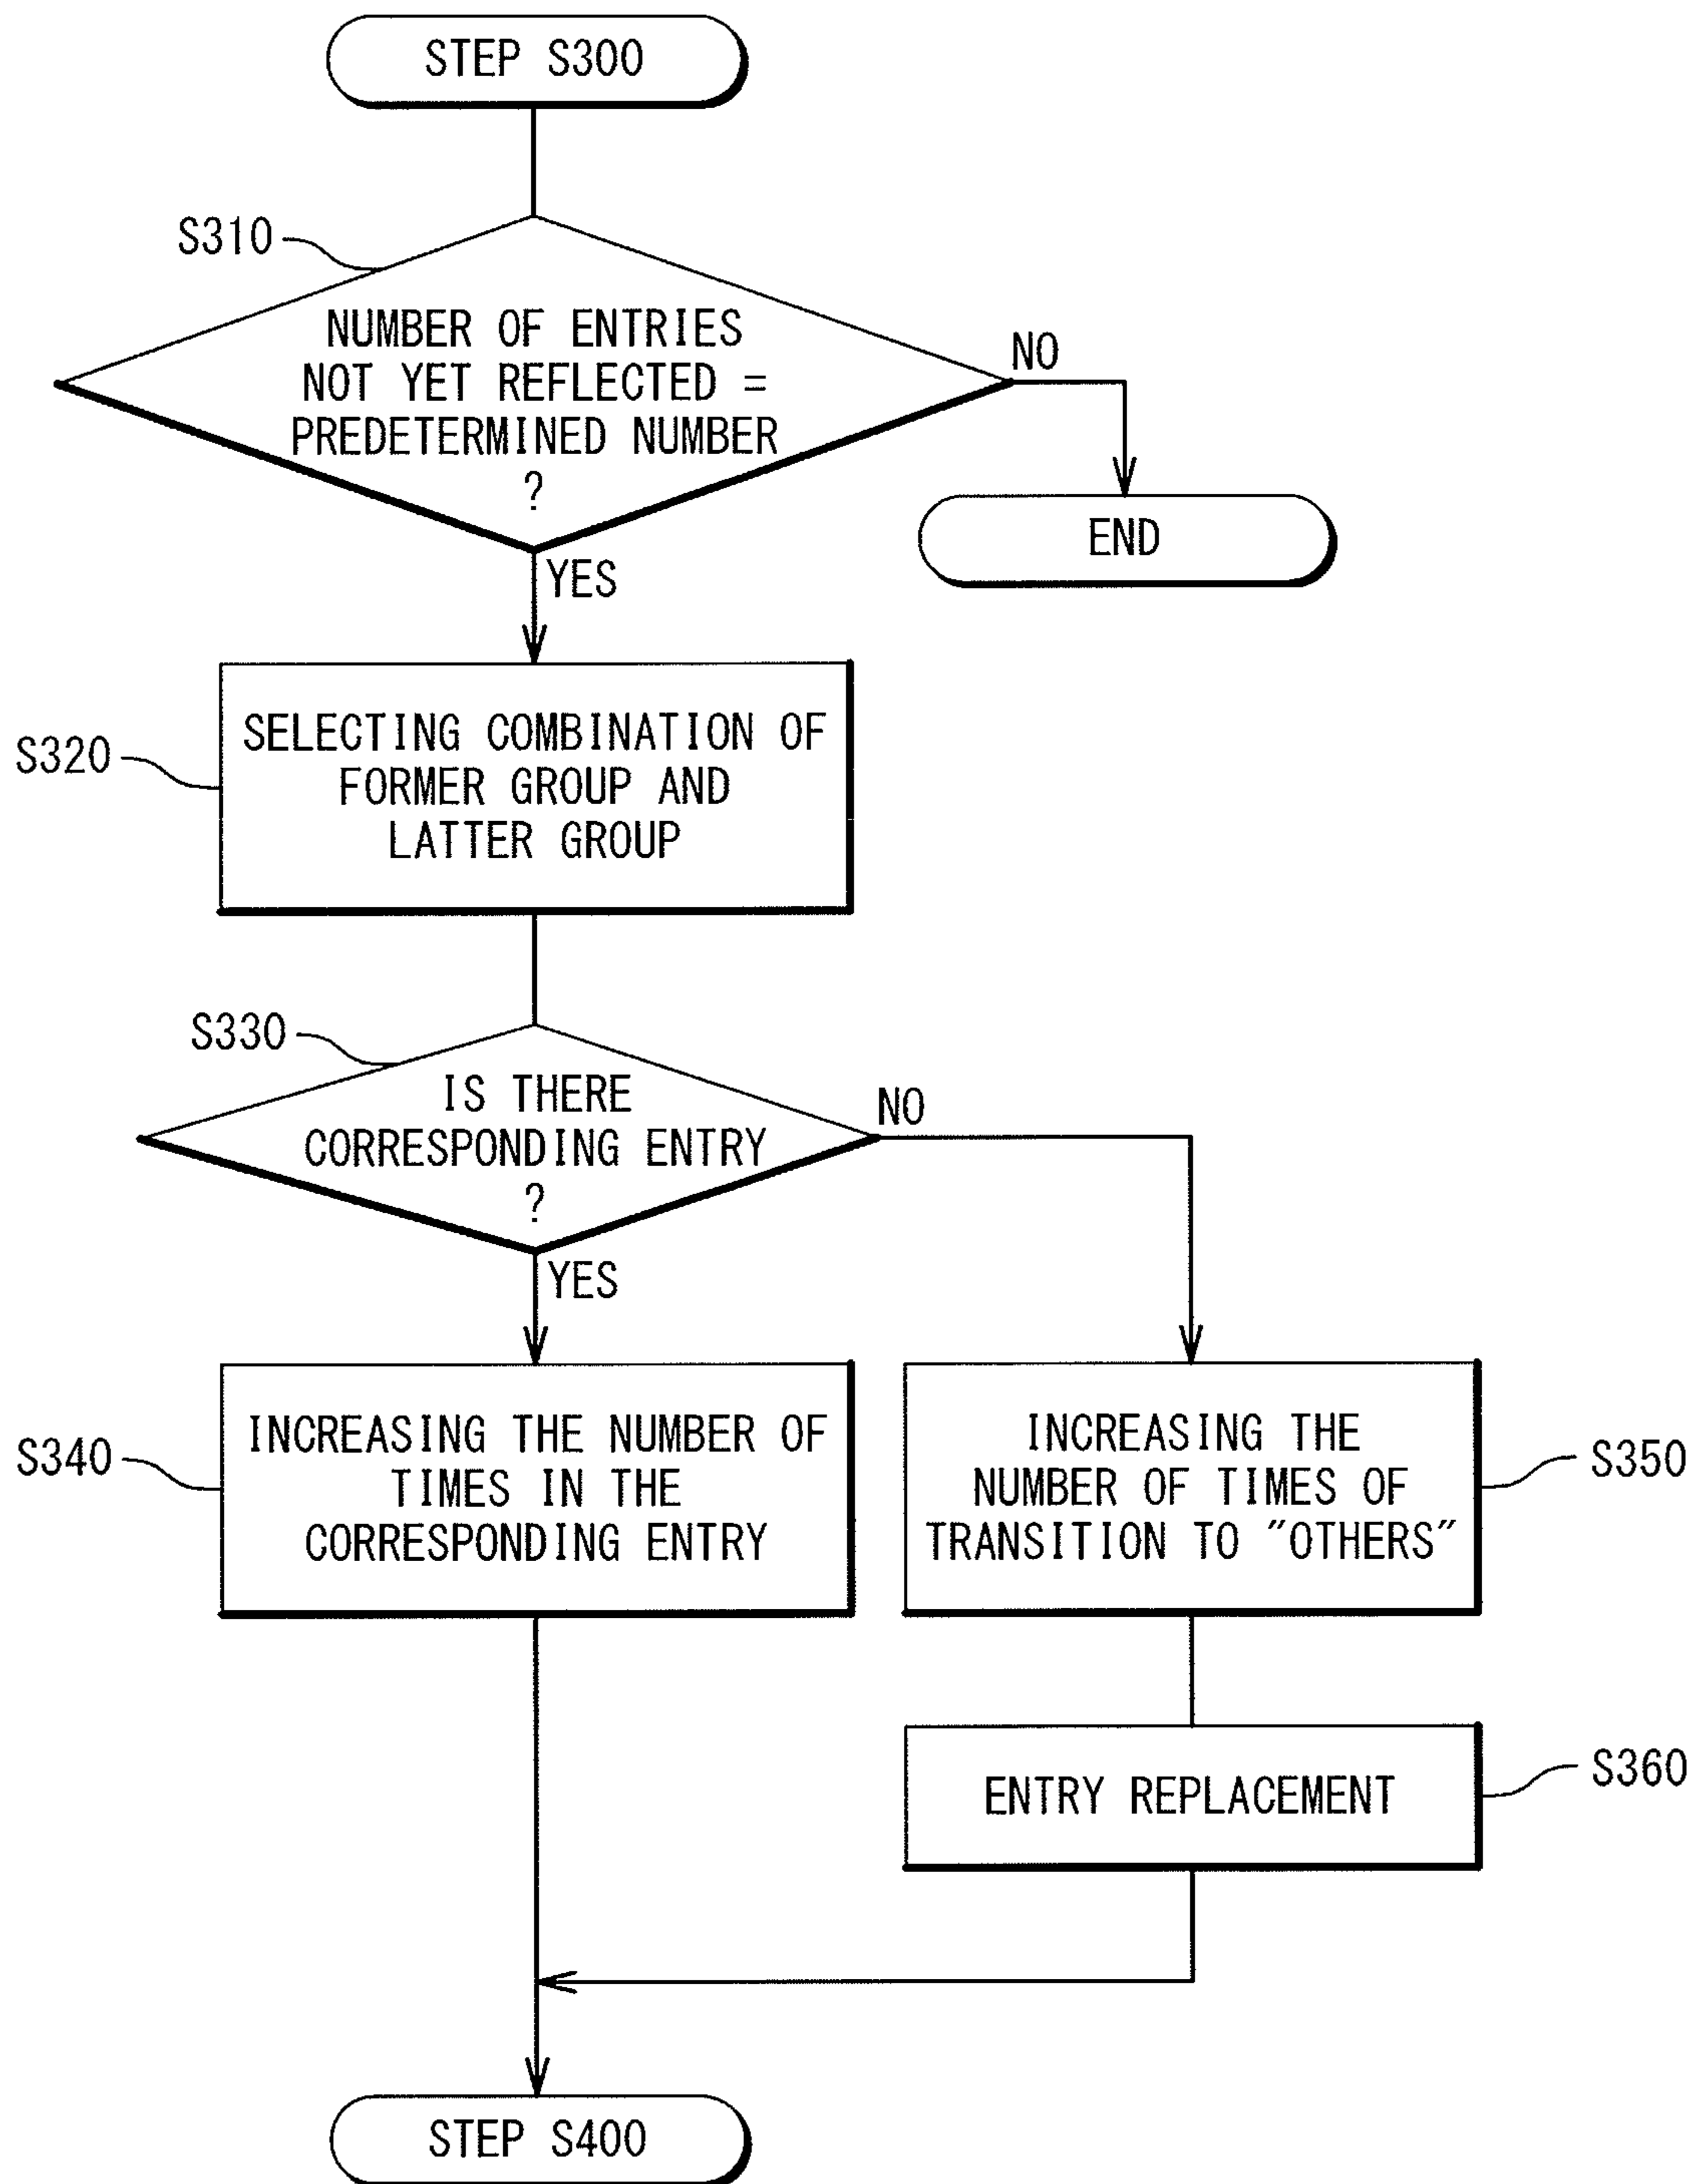 STEP S300
S310
NUMBER OF ENTRIES
NOT YET REFLECTED =
PREDETERMINED NUMBER
?
NO
END
YES
S320
SELECTING COMBINATION OF
FORMER GROUP AND
LATTER GROUP
S330
IS THERE
CORRESPONDING ENTRY
?
NO
YES
S340
INCREASING THE NUMBER OF
TIMES IN THE
CORRESPONDING ENTRY
INCREASING THE
NUMBER OF TIMES OF
TRANSITION TO "OTHERS"
S350
ENTRY REPLACEMENT
S360
STEP S400